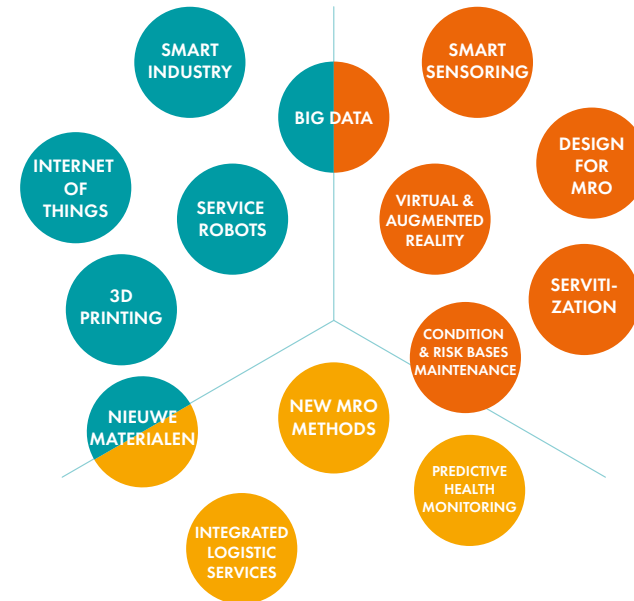 SMART
INDUSTRY
SMART
SENSORING
BIG DATA
DESIGN
FOR
MRO
INTERNET
OF
THINGS
SERVICE
ROBOTS
VIRTUAL &
AUGMENTED
REALITY
3D
PRINTING
SERVITI-
ZATION
CONDITION
& RISK BASES
MAINTENANCE
NIEUWE
MATERIALEN
NEW MRO
METHODS
PREDICTIVE
HEALTH
MONITORING
INTEGRATED
LOGISTIC
SERVICES